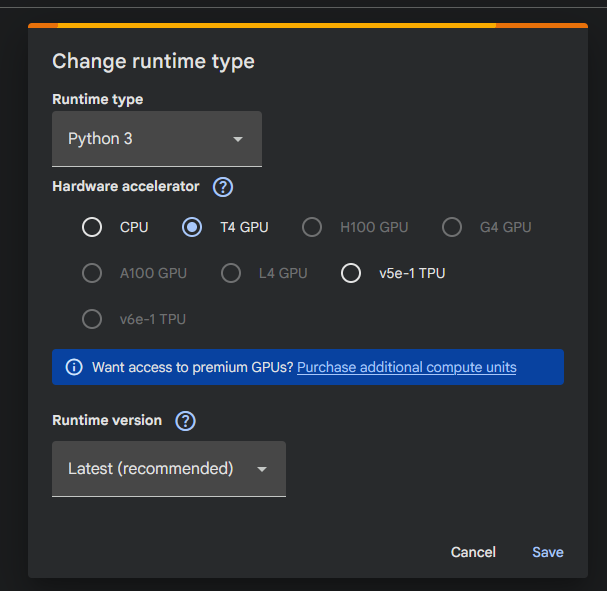 Change runtime type
Runtime type
Python 3
Hardware accelerator ?
CPU T4 GPU H100 GPU G4 GPU
A100 GPU L4 GPU v5e-1 TPU
v6e-1 TPU
Want access to premium GPUs? Purchase additional compute units
Runtime version ?
Latest (recommended)
Cancel Save